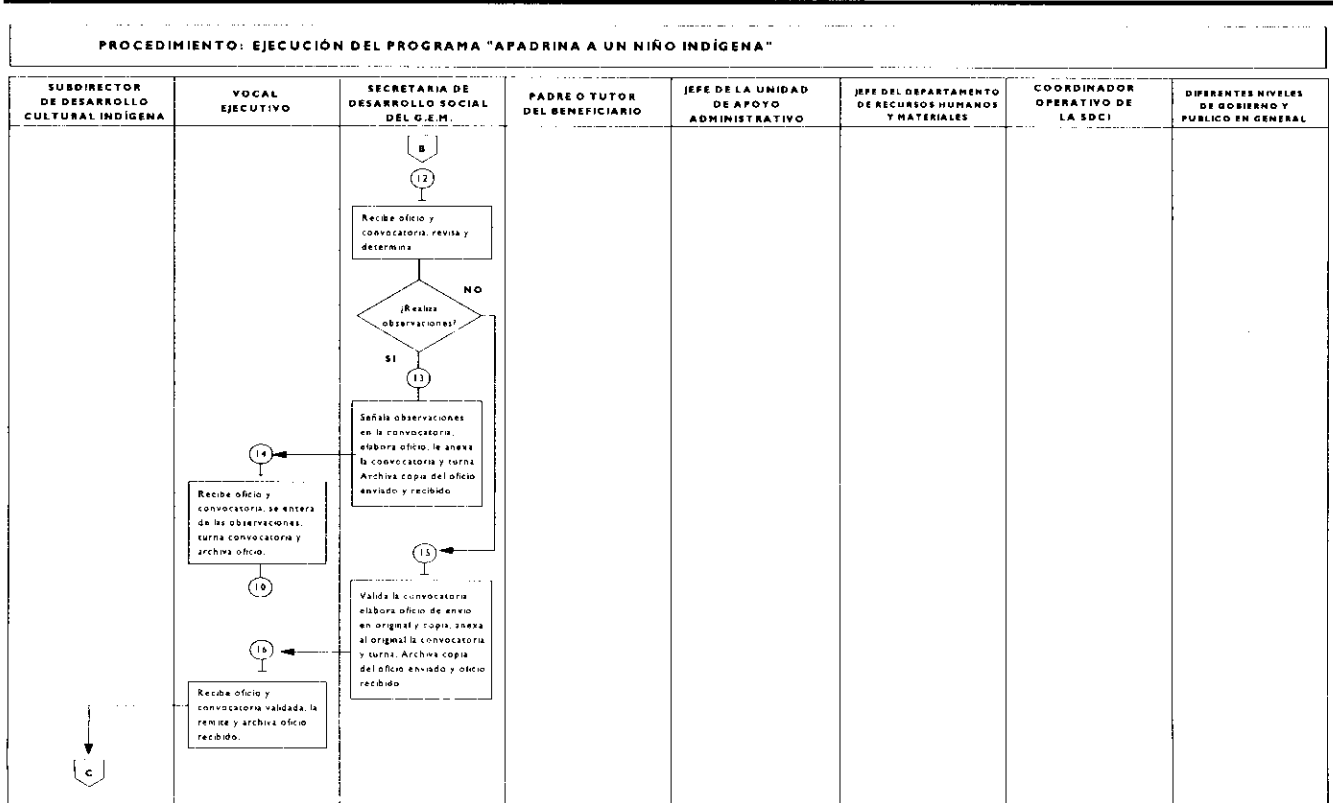 PROCEDIMIENTO: EJECUCIÓN DEL PROGRAMA "APADRINA A UN NIÑO INDÍGENA"
SUBDIRECTOR
DE DESARROLLO
CULTURAL INDÍGENA
VOCAL
EJECUTIVO
SECRETARIA DE
DESARROLLO SOCIAL
DEL G.E.M.
PADRE O TUTOR
DEL BENEFICIARIO
JEFE DE LA UNIDAD
DE APOYO
ADMINISTRATIVO
JEFE DEL DEPARTAMENTO
DE RECURSOS HUMANOS
Y MATERIALES
COORDINADOR
OPERATIVO DE
LA SDCI
DIFERENTES NIVELES
DE GOBIERNO Y
PUBLICO EN GENERAL
B
12
Recibe oficio y
convocatoria, revisa y
determina
NO
¿Realiza
observaciones?
SI
13
Señala observaciones
en la convocatoria,
elabora oficio, le anexa
la convocatoria y turna.
Archiva copia del oficio
enviado y recibido
14
Recibe oficio y
convocatoria, se entera
de las observaciones,
turna convocatoria y
archiva oficio.
10
15
Valida la convocatoria
elabora oficio de envio
en original y copia, anexa
al original la convocatoria
y turna. Archiva copia
del oficio enviado y oficio
recibido
16
Recibe oficio y
convocatoria validada, la
remite y archiva oficio
recibido.
C